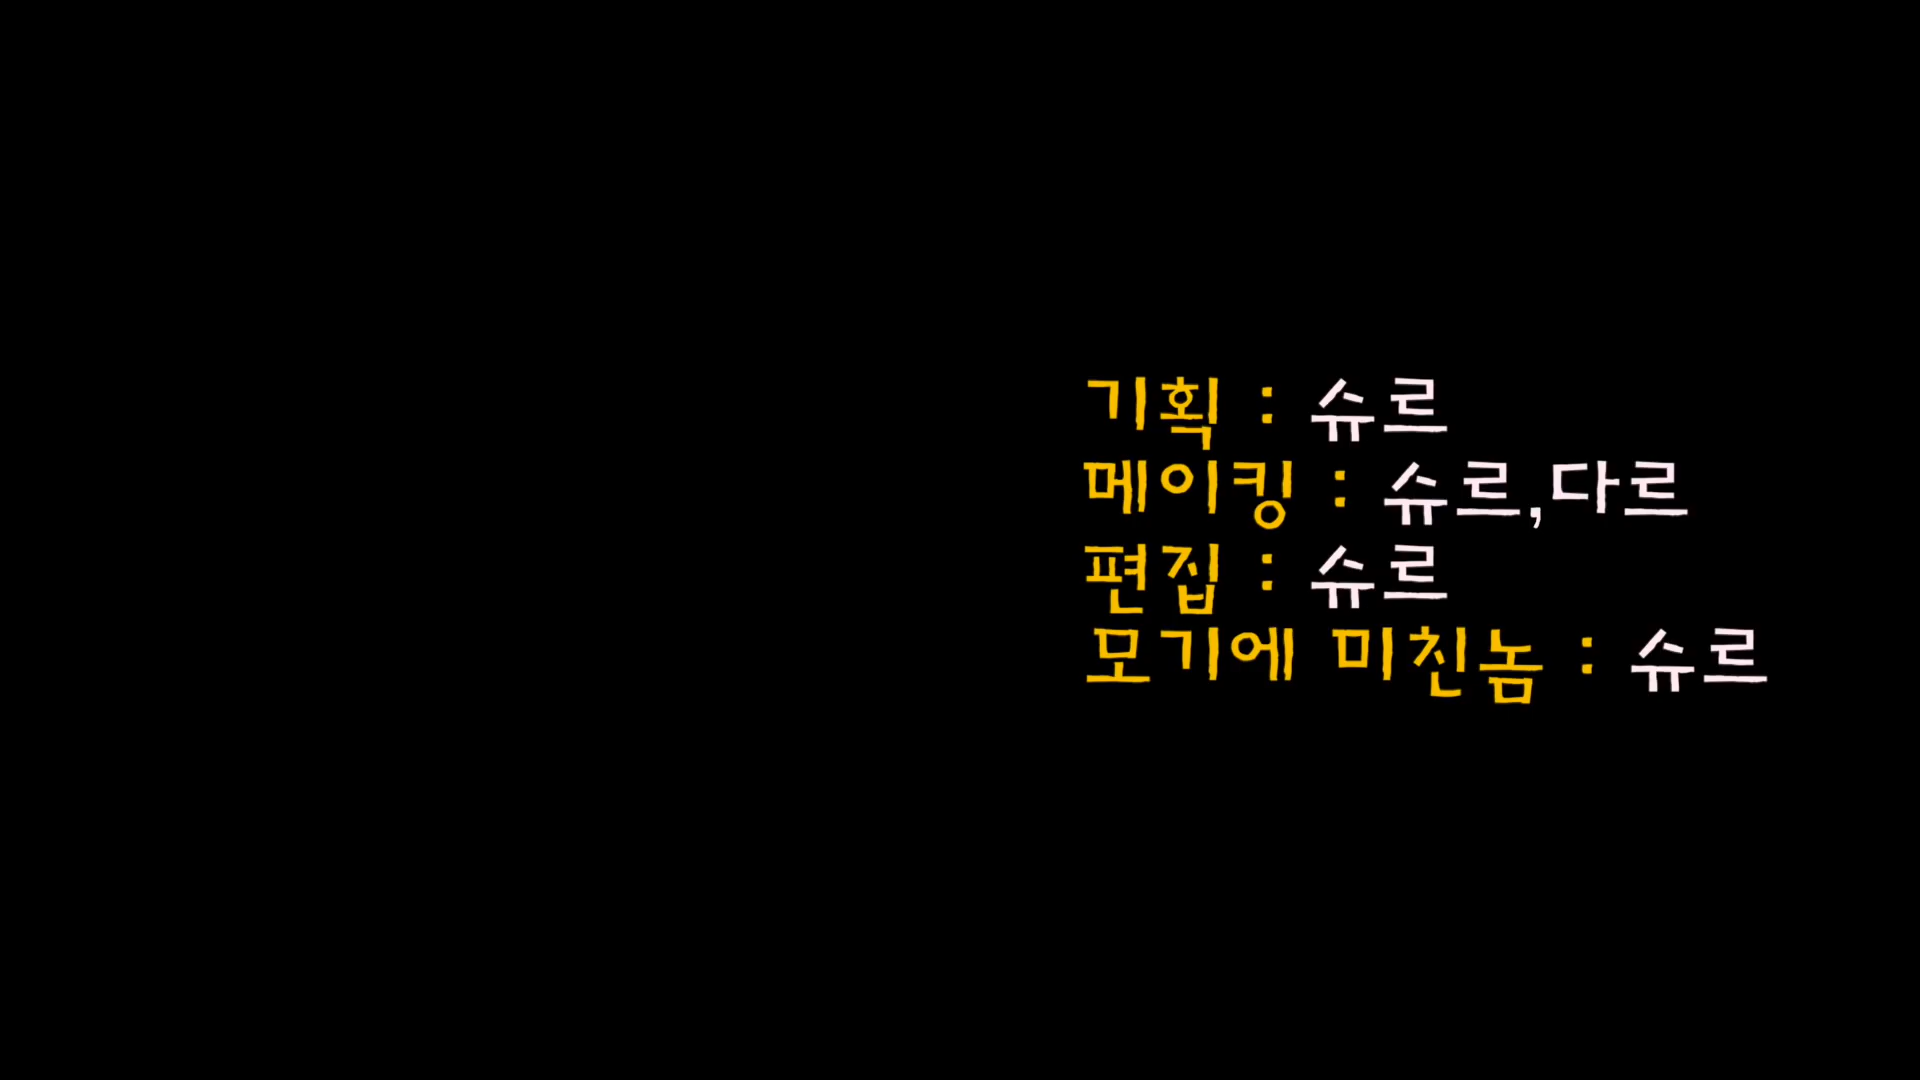 기획 : 슈르
메이킹 : 슈르,다르
편집 : 슈르
모기에 미친놈 : 슈르